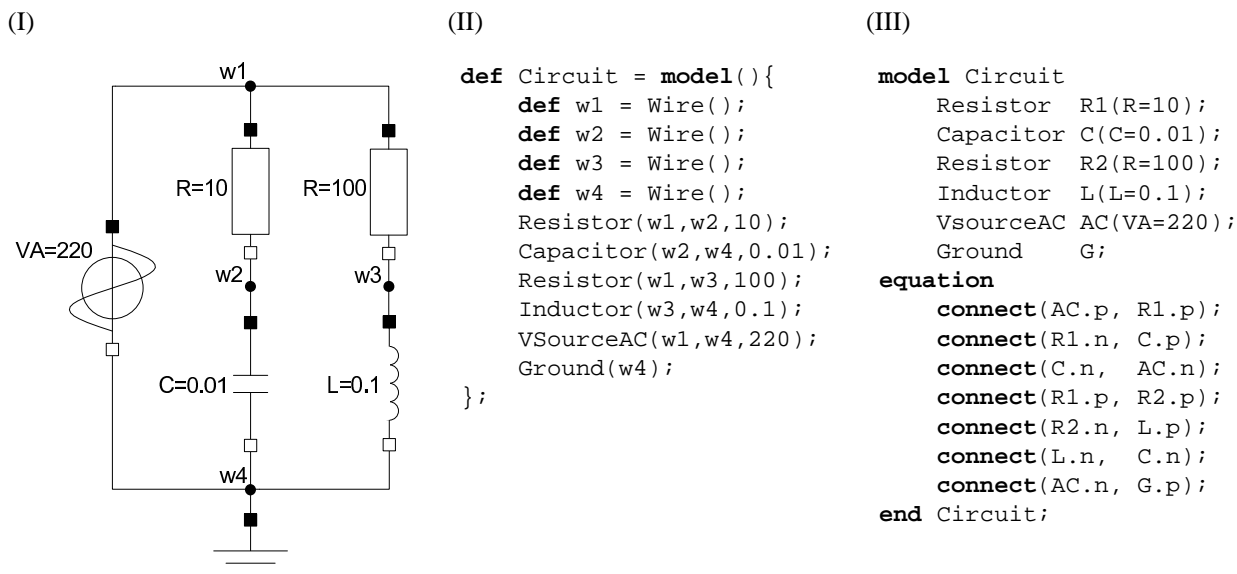 (I)
w1
R=10
R=100
VA=220
w2
w3
C=0.01
L=0.1
w4
(II)
def Circuit = model(){
def w1 = Wire();
def w2 = Wire();
def w3 = Wire();
def w4 = Wire();
Resistor(w1,w2,10);
Capacitor(w2,w4,0.01);
Resistor(w1,w3,100);
Inductor(w3,w4,0.1);
VSourceAC(w1,w4,220);
Ground(w4);
};
(III)
model Circuit
Resistor R1(R=10);
Capacitor C(C=0.01);
Resistor R2(R=100);
Inductor L(L=0.1);
VsourceAC AC(VA=220);
Ground G;
equation
connect(AC.p, R1.p);
connect(R1.n, C.p);
connect(C.n, AC.n);
connect(R1.p, R2.p);
connect(R2.n, L.p);
connect(L.n, C.n);
connect(AC.n, G.p);
end Circuit;